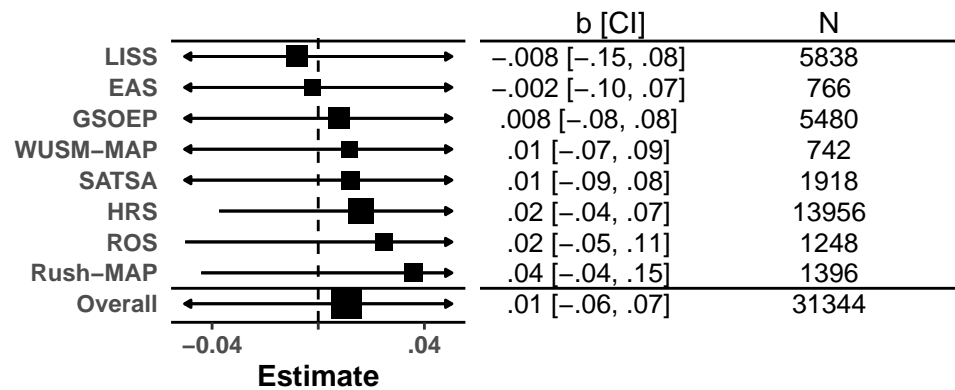 b [CI] N
LISS −.008 [−.15, .08] 5838
EAS −.002 [−.10, .07] 766
GSOEP .008 [−.08, .08] 5480
WUSM−MAP .01 [−.07, .09] 742
SATSA .01 [−.09, .08] 1918
HRS .02 [−.04, .07] 13956
ROS .02 [−.05, .11] 1248
Rush−MAP .04 [−.04, .15] 1396
Overall .01 [−.06, .07] 31344
−0.04 .04
Estimate